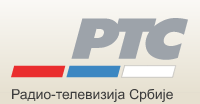 РТС
Радио-телевизија Србије